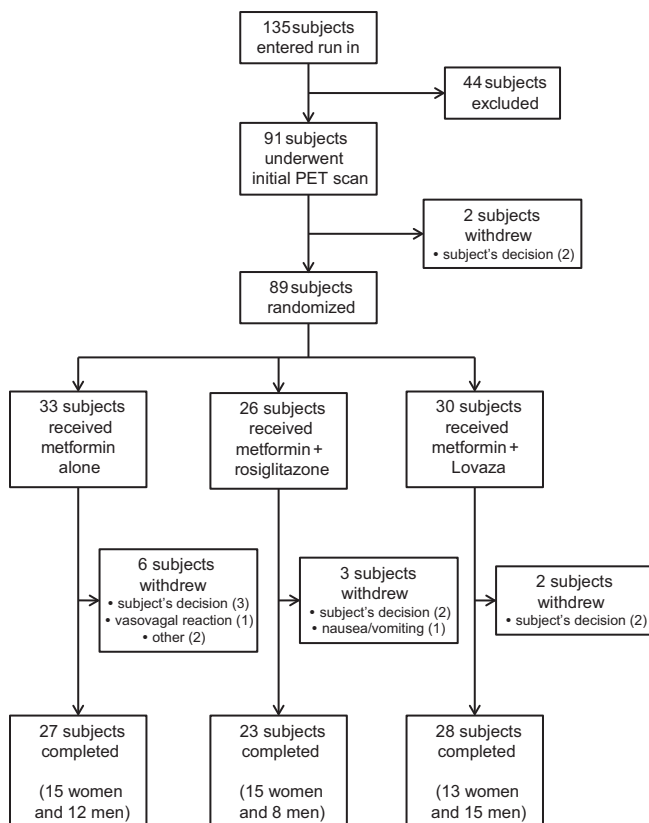 135 subjects
entered run in
44 subjects
excluded
91 subjects
underwent
initial PET scan
2 subjects
withdrew
• subject's decision (2)
89 subjects
randomized
33 subjects
received
metformin
alone
26 subjects
received
metformin +
rosiglitazone
30 subjects
received
metformin +
Lovaza
6 subjects
withdrew
• subject's decision (3)
• vasovagal reaction (1)
• other (2)
3 subjects
withdrew
• subject's decision (2)
• nausea/vomiting (1)
2 subjects
withdrew
• subject's decision (2)
27 subjects
completed
(15 women
and 12 men)
23 subjects
completed
(15 women
and 8 men)
28 subjects
completed
(13 women
and 15 men)